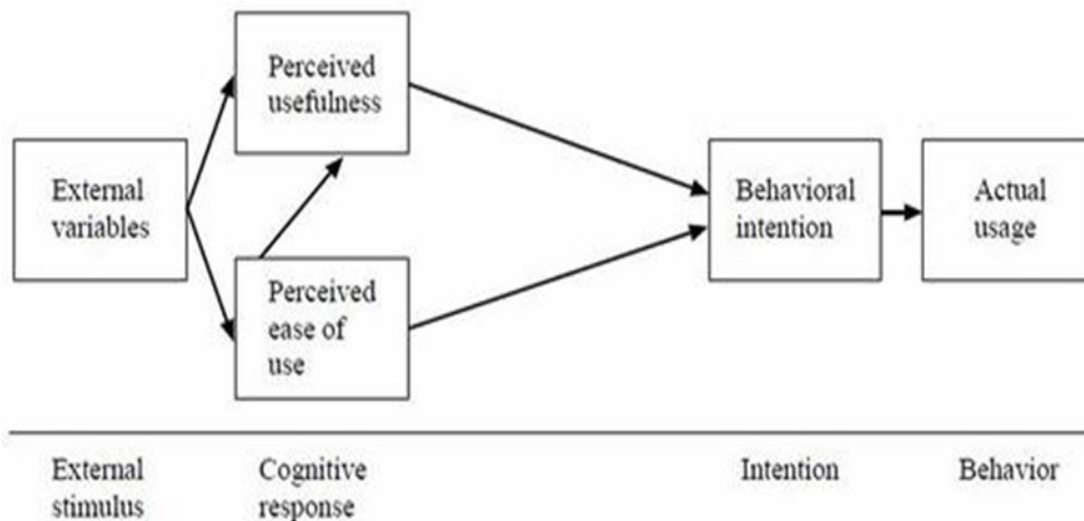 Perceived
usefulness
External
variables
Perceived
ease of
use
Behavioral
intention
Actual
usage
External
stimulus
Cognitive
response
Intention
Behavior